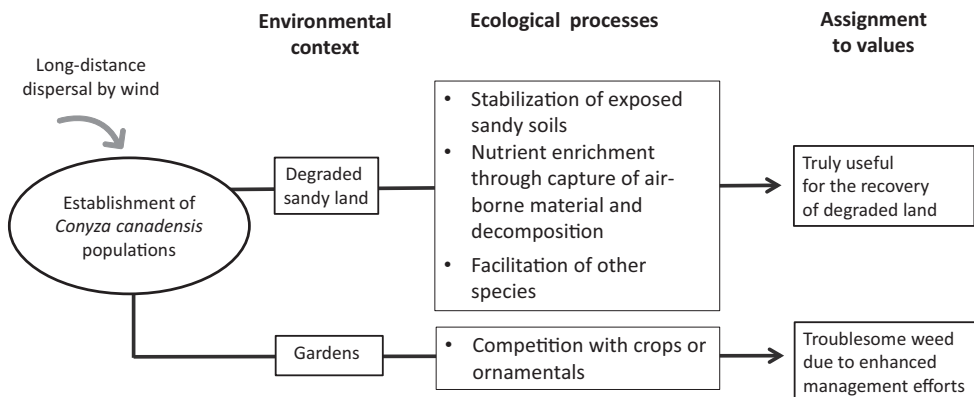 Environmental
context
Ecological processes
Assignment
to values
Long-distance
dispersal by wind
Establishment of
Conyza canadensis
populations
Degraded
sandy land
• Stabilization of exposed
sandy soils
• Nutrient enrichment
through capture of air-
borne material and
decomposition
• Facilitation of other
species
Truly useful
for the recovery
of degraded land
Gardens
• Competition with crops or
ornamentals
Troublesome weed
due to enhanced
management efforts